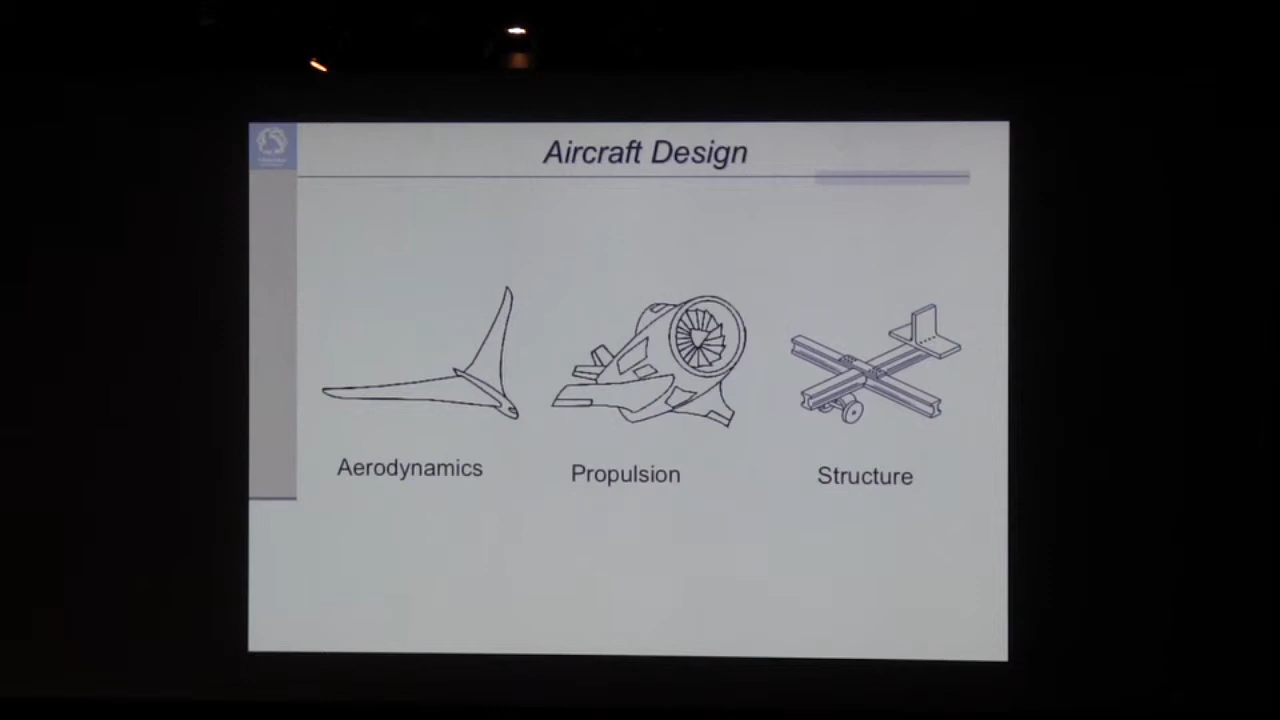 Aircraft Design
Aerodynamics
Propulsion
Structure